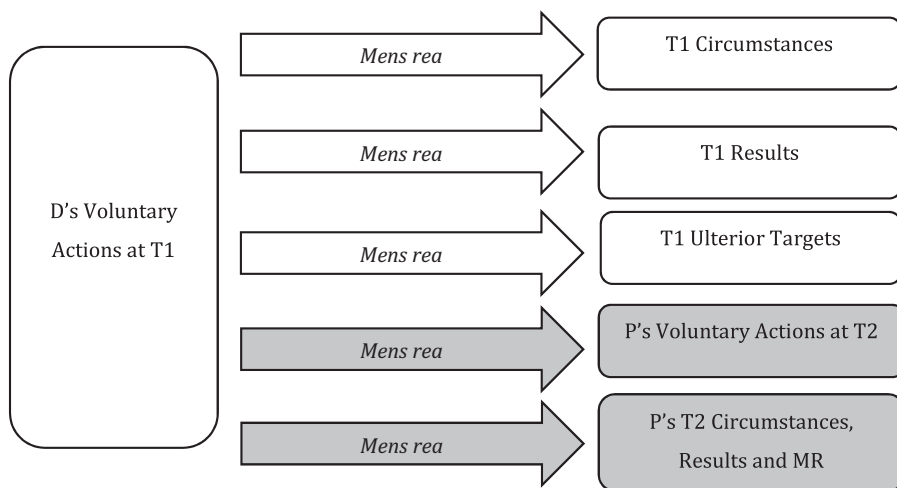 D’s Voluntary
Actions at T1
Mens rea
T1 Circumstances
Mens rea
T1 Results
Mens rea
T1 Ulterior Targets
Mens rea
P’s Voluntary Actions at T2
Mens rea
P’s T2 Circumstances,
Results and MR